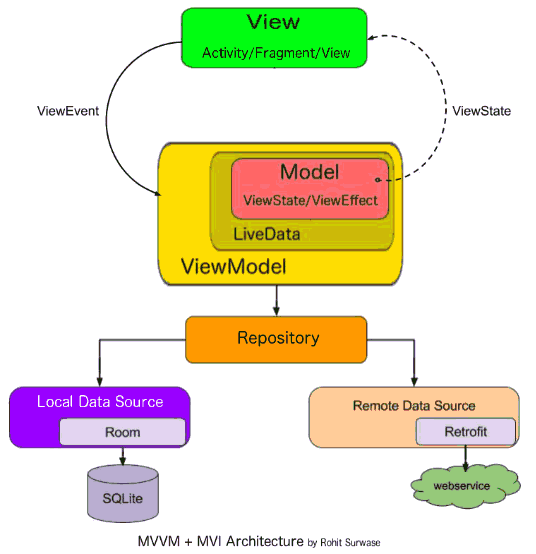 View
Activity/Fragment/View
ViewEvent
ViewState
Model
ViewState/ViewEffect
LiveData
ViewModel
Repository
Local Data Source
Room
Remote Data Source
Retrofit
SQLite
webservice
MVVM + MVI Architecture by Rohit Surwase